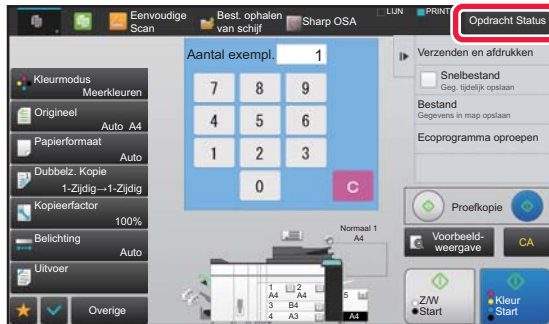 Eenvoudige
Scan
Best. ophalen
van schijf
Sharp OSA
LIJN
PRINT
Opdracht Status
Aantal exempl.
1
7 8 9
4 5 6
1 2 3
0 C
Kleurmodus
Meerkleuren
Origineel
Auto A4
Papierformaat
Auto
Dubbelz. Kopie
1-Zijdig→1-Zijdig
Kopieerfactor
100%
Belichting
Auto
Uitvoer
Overige
Normaal 1
A4
1 2
A4 A4
3 B4
4 A3
5
A4
Verzenden en afdrukken
Snelbestand
Geg. tijdelijk opslaan
Bestand
Gegevens in map opslaan
Ecoprogramma oproepen
Proefkopie
Voorbeeld-
weergave
CA
Z/W
Start
Kleur
Start